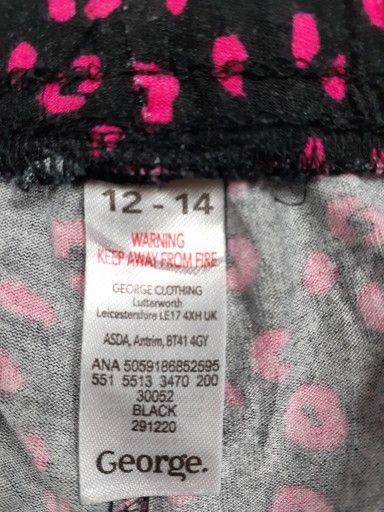 12 - 14
WARNING
KEEP AWAY FROM FIRE
GEORGE CLOTHING
Lutterworth
Leicestershire LE17 4XH UK
ASDA, Antrim, BT41 4GY
ANA 5059186852595
551 5513 3470 200
30052
BLACK
291220
George.